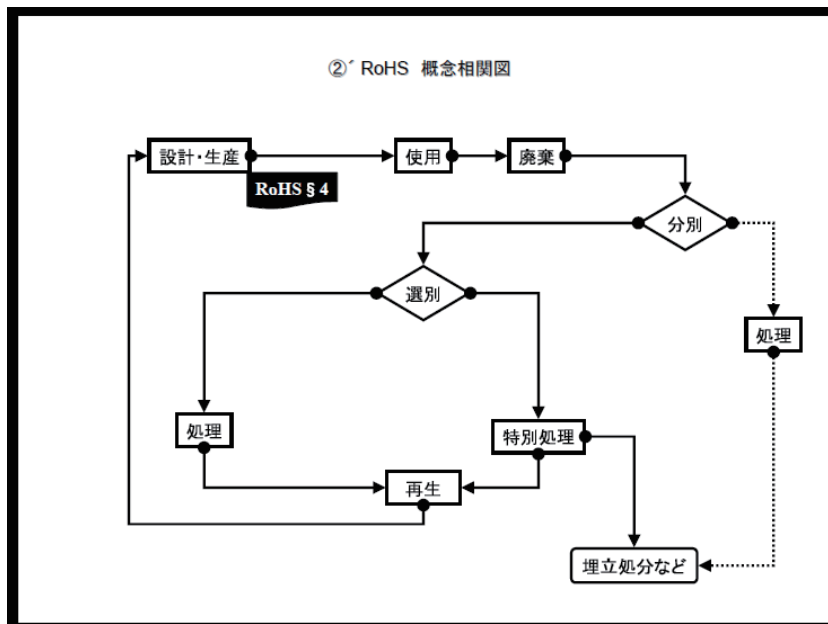 ②´ RoHS 概念相関図
設計・生産
使用
廃棄
RoHS § 4
分別
選別
処理
処理
特別処理
再生
埋立処分など